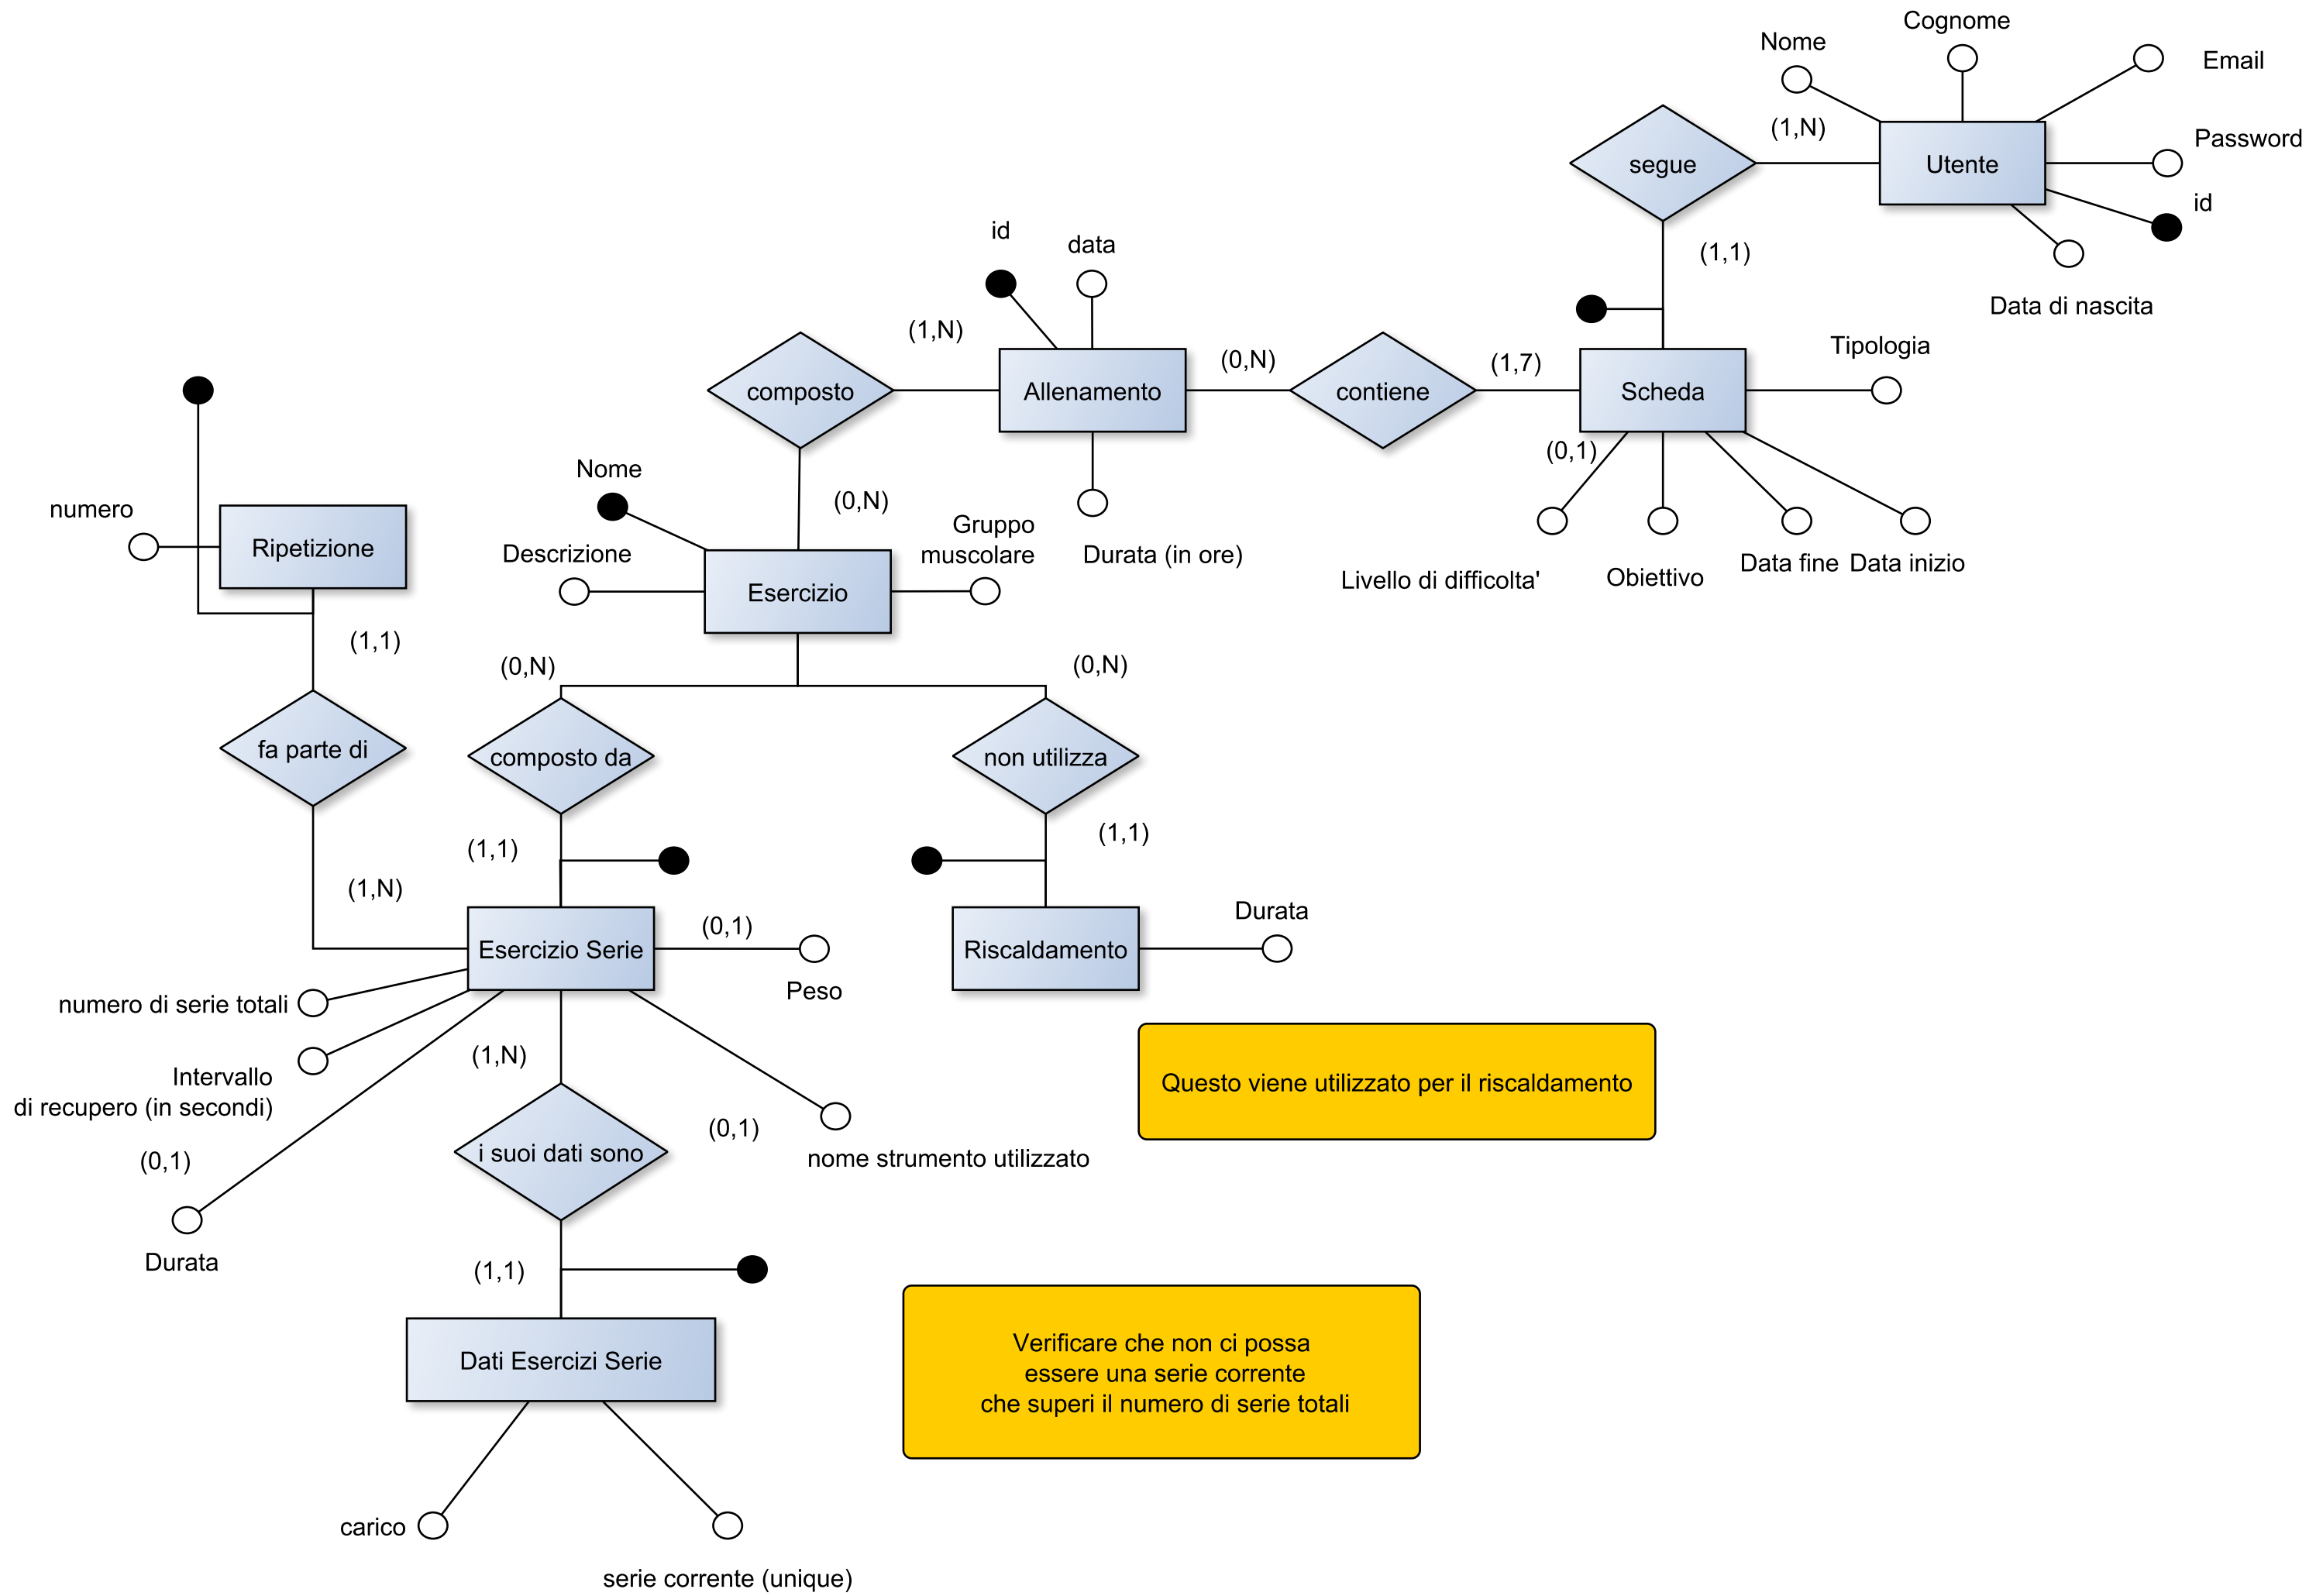 Cognome
Nome
Email
(1,N)
Password
segue
Utente
id
id
data
(1,1)
Data di nascita
(1,N)
(0,N)
(1,7)
Tipologia
composto
Allenamento
contiene
Scheda
(0,1)
Nome
(0,N)
numero
Gruppo
muscolare
Ripetizione
Descrizione
Durata (in ore)
Livello di difficolta'
Obiettivo
Data fine
Data inizio
Esercizio
(1,1)
(0,N)
(0,N)
fa parte di
composto da
non utilizza
(1,1)
(1,1)
(1,N)
Durata
(0,1)
Esercizio Serie
Riscaldamento
Peso
numero di serie totali
(1,N)
Intervallo
di recupero (in secondi)
Questo viene utilizzato per il riscaldamento
(0,1)
(0,1)
i suoi dati sono
nome strumento utilizzato
Durata
(1,1)
Verificare che non ci possa
essere una serie corrente
che superi il numero di serie totali
Dati Esercizi Serie
carico
serie corrente (unique)